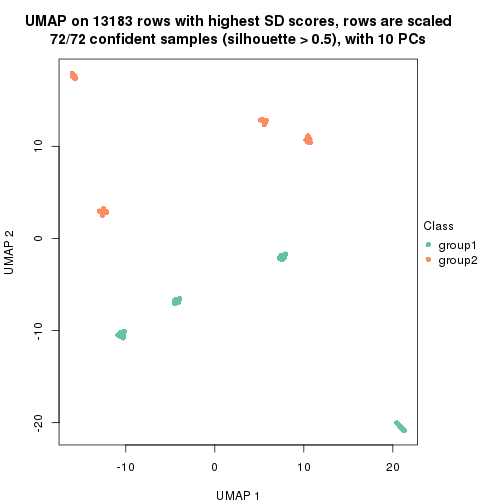 UMAP on 13183 rows with highest SD scores, rows are scaled
72/72 confident samples (silhouette > 0.5), with 10 PCs
10
0
-10
-20
UMAP 2
Class
group1
group2
-10
0
10
20
UMAP 1